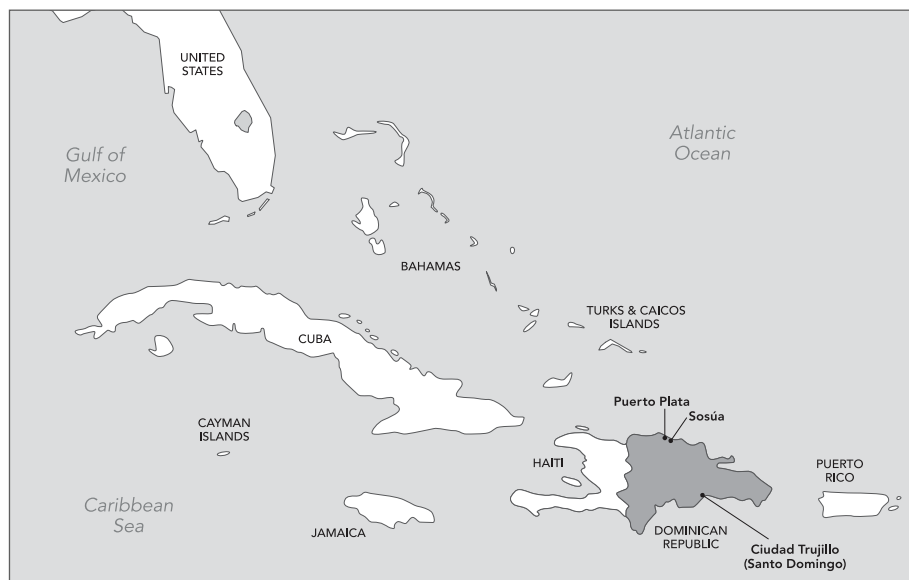 UNITED
STATES
Atlantic
Ocean
Gulf of
Mexico
BAHAMAS
TURKS & CAICOS
ISLANDS
CUBA
Puerto Plata
Sosúa
CAYMAN
ISLANDS
HAITI
PUERTO
RICO
Caribbean
Sea
JAMAICA
DOMINICAN
REPUBLIC
Ciudad Trujillo
(Santo Domingo)